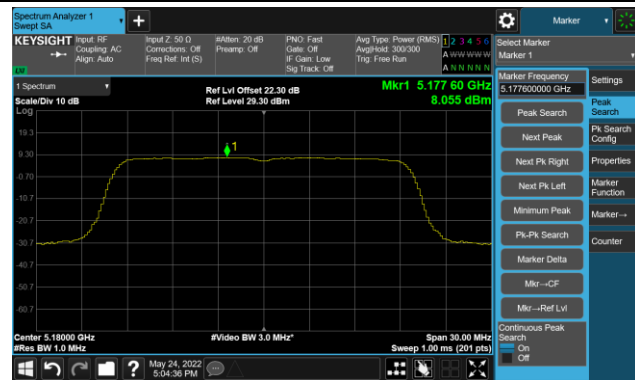 Spectrum Analyzer 1
Swept SA
+
Marker
KEYSIGHT
Input: RF
Coupling: AC
Align: Auto
Input Z: 50 Ω
Corrections: Off
Freq Ref: Int (S)
#Atten: 20 dB
Preamp: Off
PNO: Fast
Gate: Off
IF Gain: Low
Sig Track: Off
Avg Type: Power (RMS)
Avg|Hold: 300/300
Trig: Free Run
1 2 3 4 5 6
A W W W W W
A N N N N N
LW
Select Marker
Marker 1
1 Spectrum
Scale/Div 10 dB
Ref Lvl Offset 22.30 dB
Ref Level 29.30 dBm
Mkr1 5.177 60 GHz
8.055 dBm
Log
19.3
9.30
-0.70
-10.7
-20.7
-30.7
-40.7
-50.7
-60.7
1
Center 5.18000 GHz
#Res BW 1.0 MHz
#Video BW 3.0 MHz*
Span 30.00 MHz
Sweep 1.00 ms (201 pts)
Marker Frequency
5.177600000 GHz
Peak Search
Next Peak
Next Pk Right
Next Pk Left
Minimum Peak
Pk-Pk Search
Marker Delta
Mkr→CF
Mkr→Ref Lvl
Continuous Peak
Search
On
Off
Settings
Peak
Search
Pk Search
Config
Properties
Marker
Function
Marker→
Counter
?
May 24, 2022
5:04:36 PM